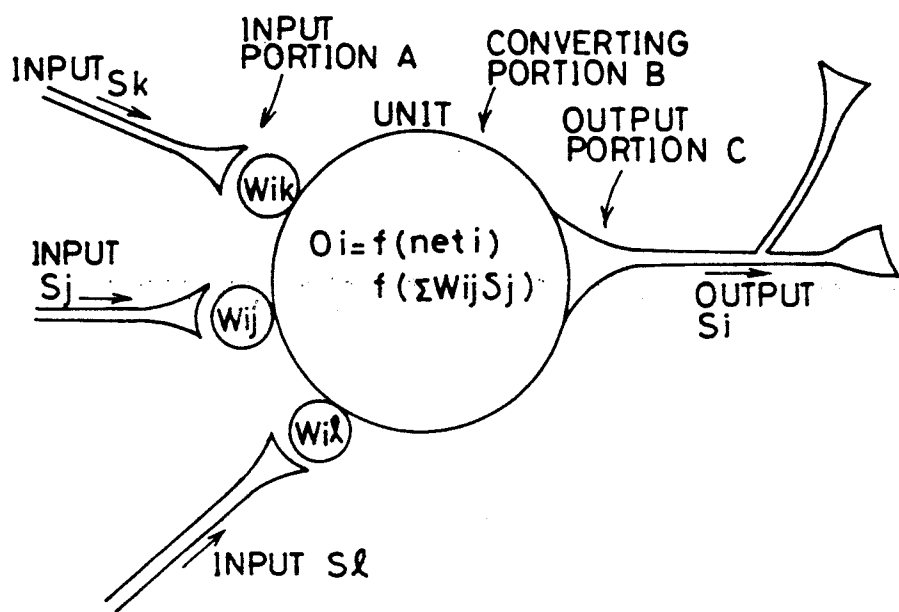 INPUT
PORTION A
CONVERTING
PORTION B
INPUT Sk
UNIT
OUTPUT
PORTION C
Wik
Oi=f(neti)
f(ΣWijSj)
INPUT
Sj
Wij
OUTPUT
Si
Wiℓ
INPUT Sℓ